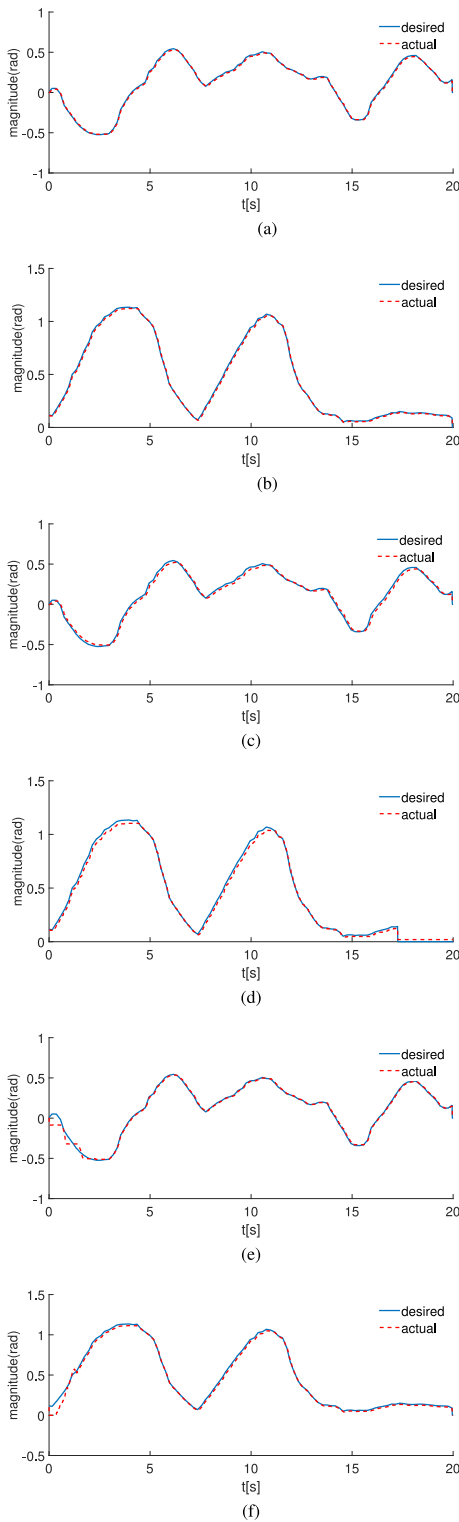 1
desired
actual
0.5
magnitude(rad)
0
-0.5
-1
0 5 10 15 20
t[s]
(a)
1.5
desired
actual
1
magnitude(rad)
0.5
0
0 5 10 15 20
t[s]
(b)
1
desired
actual
0.5
magnitude(rad)
0
-0.5
-1
0 5 10 15 20
t[s]
(c)
1.5
desired
actual
1
magnitude(rad)
0.5
0
0 5 10 15 20
t[s]
(d)
1
desired
actual
0.5
magnitude(rad)
0
-0.5
-1
0 5 10 15 20
t[s]
(e)
1.5
desired
actual
1
magnitude(rad)
0.5
0
-0.5
0 5 10 15 20
t[s]
(f)